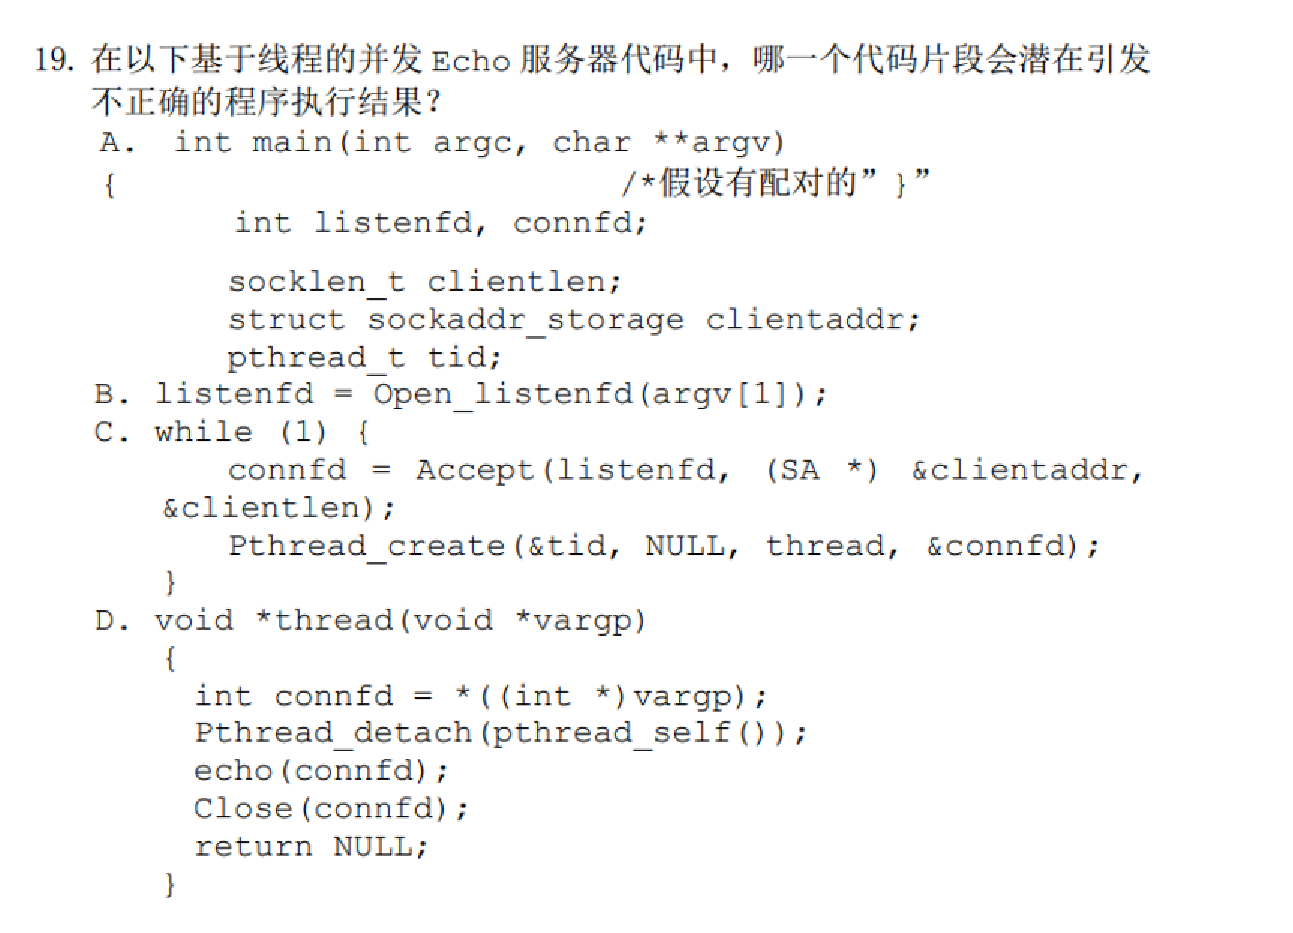 19. 在以下基于线程的并发 Echo 服务器代码中，哪一个代码片段会潜在引发
不正确的程序执行结果？
A. int main(int argc, char **argv)
{ /*假设有配对的” }”
int listenfd, connfd;
socklen_t clientlen;
struct sockaddr_storage clientaddr;
pthread_t tid;
B. listenfd = Open_listenfd(argv[1]);
C. while (1) {
connfd = Accept(listenfd, (SA *) &clientaddr,
&clientlen);
Pthread_create(&tid, NULL, thread, &connfd);
}
D. void *thread(void *vargp)
{
int connfd = *((int *)vargp);
Pthread_detach(pthread_self());
echo(connfd);
Close(connfd);
return NULL;
}